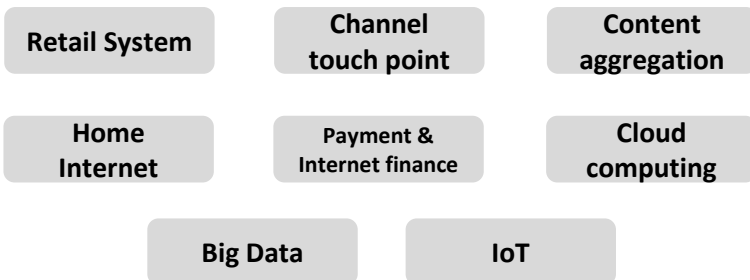 Retail System
Channel
touch point
Content
aggregation
Home
Internet
Payment &
Internet finance
Cloud
computing
Big Data
IoT